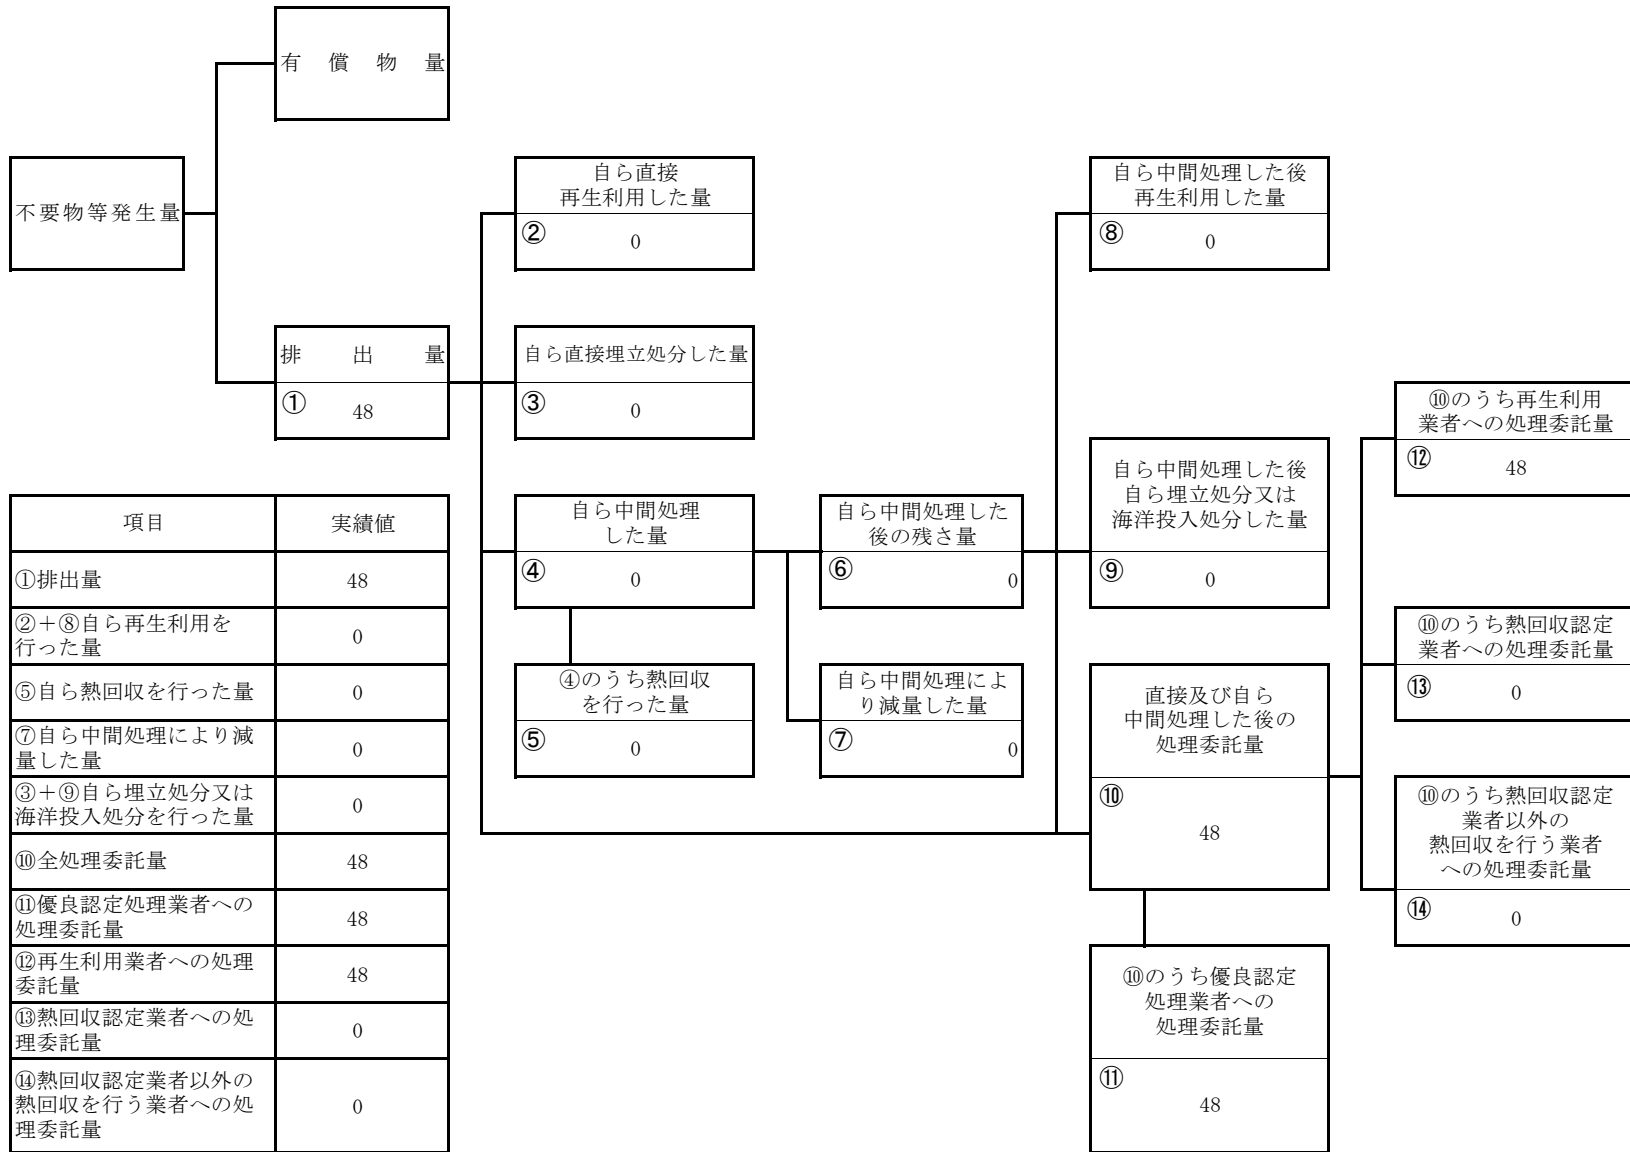 有償物量
不要物等発生量
排出量
① 48
自ら直接
再生利用した量
② 0
自ら直接埋立処分した量
③ 0
自ら中間処理
した量
④ 0
④のうち熱回収
を行った量
⑤ 0
自ら中間処理した
後の残さ量
⑥ 0
自ら中間処理によ
り減量した量
⑦ 0
自ら中間処理した後
再生利用した量
⑧ 0
自ら中間処理した後
自ら埋立処分又は
海洋投入処分した量
⑨ 0
直接及び自ら
中間処理した後の
処理委託量
⑩
48
⑩のうち優良認定
処理業者への
処理委託量
⑪
48
⑩のうち再生利用
業者への処理委託量
⑫ 48
⑩のうち熱回収認定
業者への処理委託量
⑬ 0
⑩のうち熱回収認定
業者以外の
熱回収を行う業者
への処理委託量
⑭ 0
項目 実績値
①排出量 48
②+⑧自ら再生利用を
行った量 0
⑤自ら熱回収を行った量 0
⑦自ら中間処理により減
量した量 0
③+⑨自ら埋立処分又は
海洋投入処分を行った量 0
⑩全処理委託量 48
⑪優良認定処理業者への
処理委託量 48
⑫再生利用業者への処理
委託量 48
⑬熱回収認定業者への処
理委託量 0
⑭熱回収認定業者以外の
熱回収を行う業者への処 0
理委託量